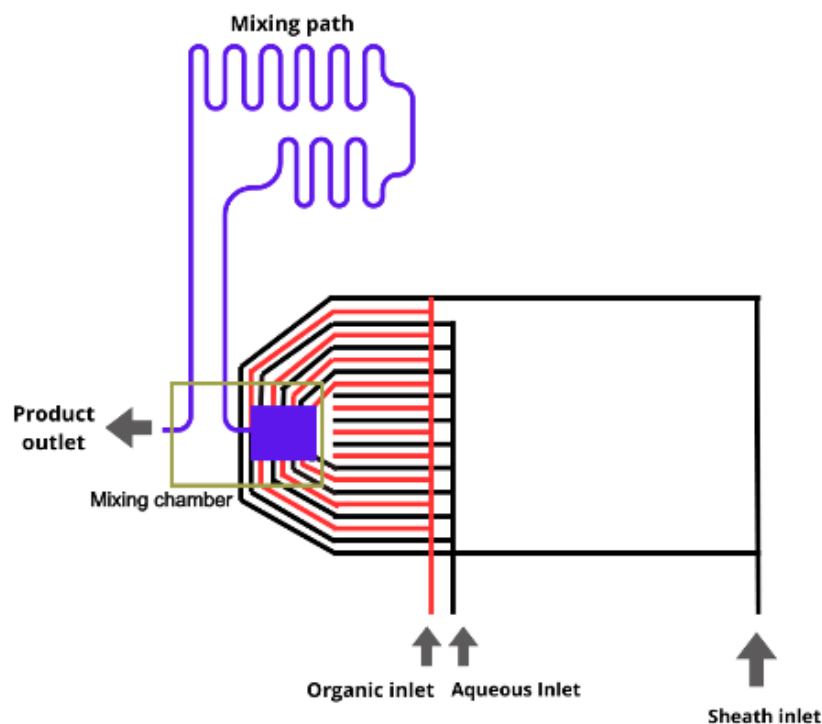 Mixing path
Product
outlet
Mixing chamber
Organic inlet
Aqueous Inlet
Sheath inlet